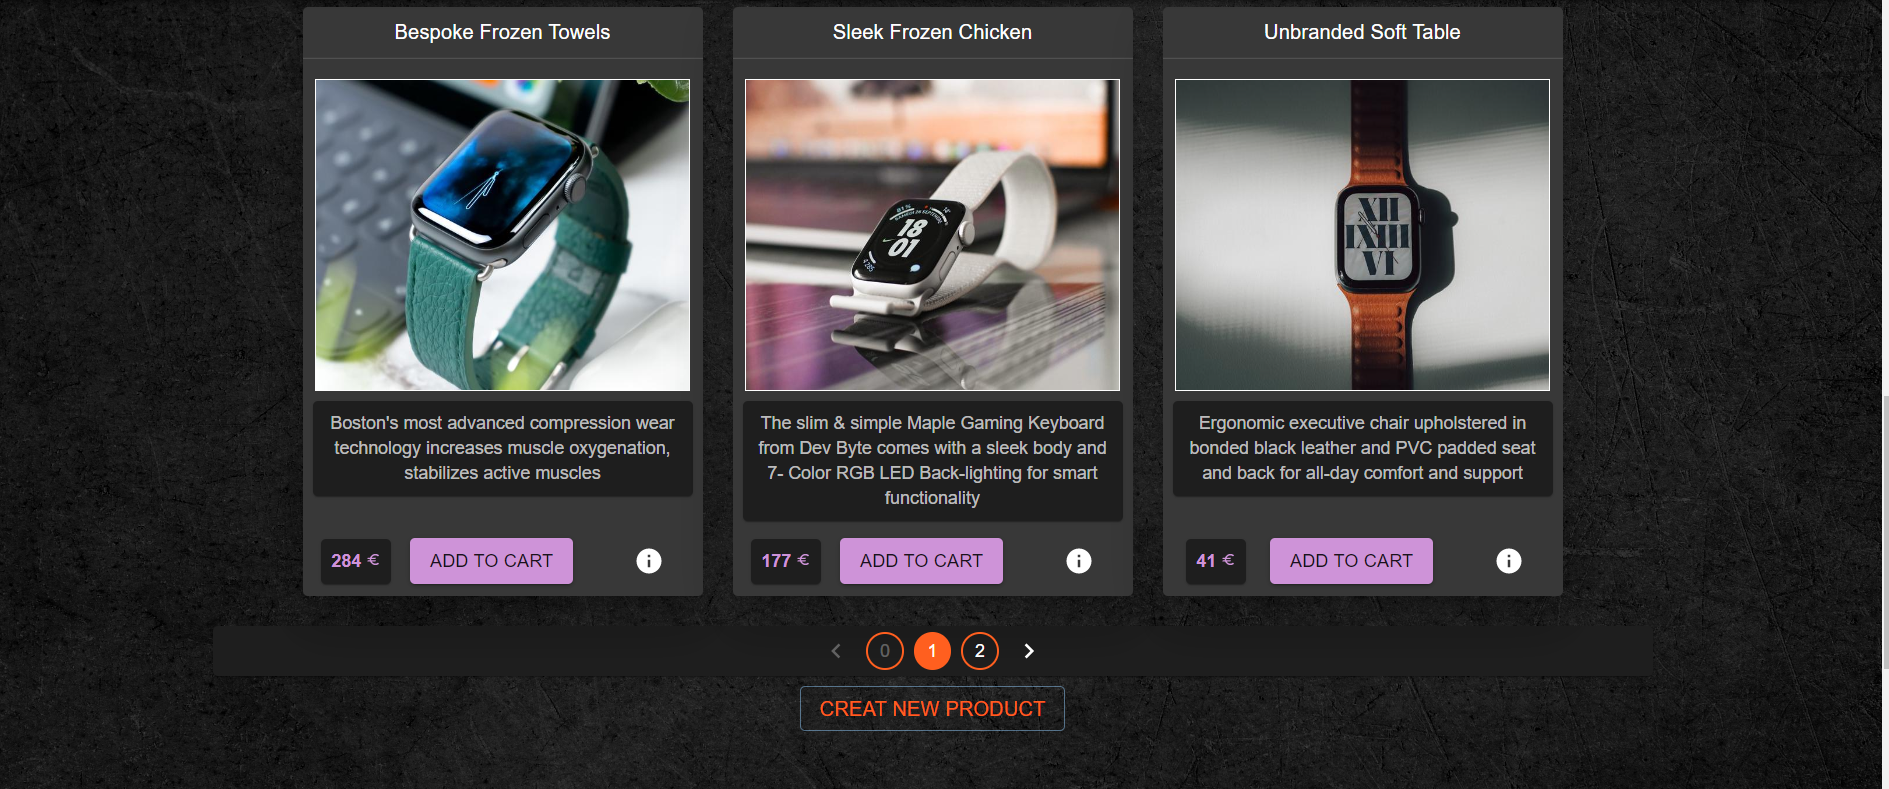 Bespoke Frozen Towels
Sleek Frozen Chicken
Unbranded Soft Table
18
01
XII
IX III
VI
Boston's most advanced compression wear
technology increases muscle oxygenation,
stabilizes active muscles
The slim & simple Maple Gaming Keyboard
from Dev Byte comes with a sleek body and
7- Color RGB LED Back-lighting for smart
functionality
Ergonomic executive chair upholstered in
bonded black leather and PVC padded seat
and back for all-day comfort and support
284 €
ADD TO CART
177 €
ADD TO CART
41 €
ADD TO CART
0
1
2
CREAT NEW PRODUCT